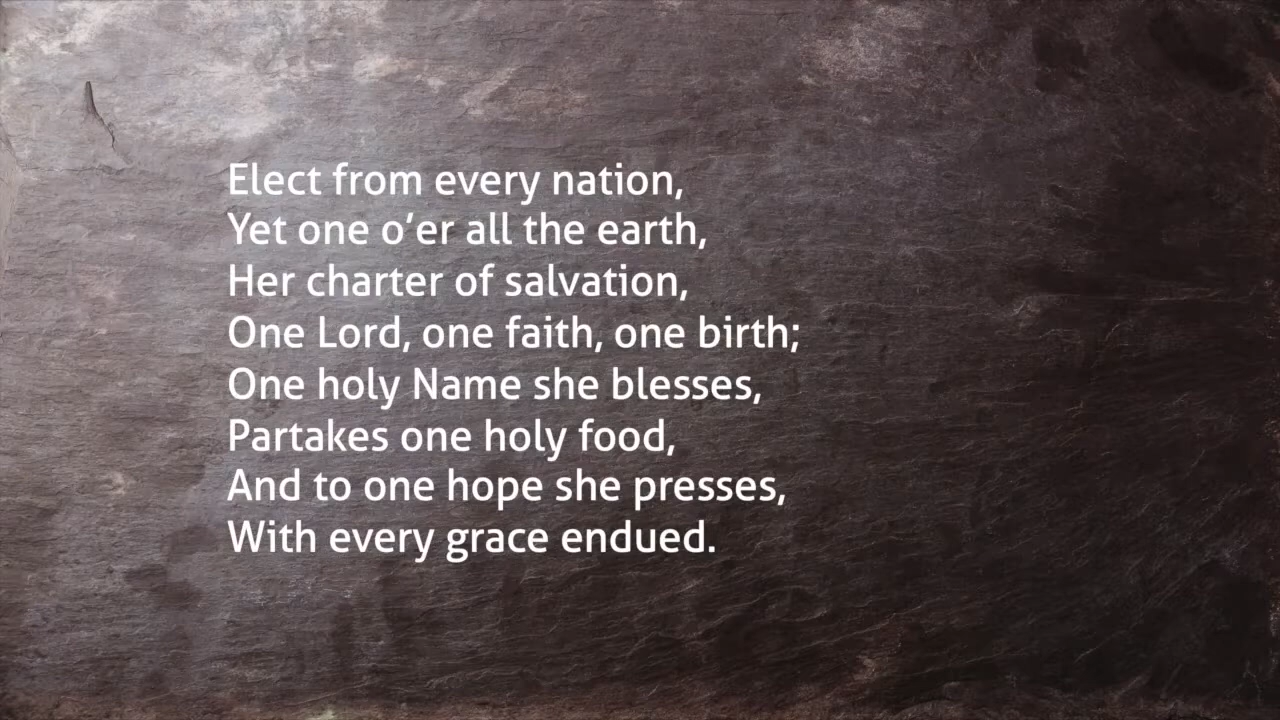 Elect from every nation,
Yet one o’er all the earth,
Her charter of salvation,
One Lord, one faith, one birth;
One holy Name she blesses,
Partakes one holy food,
And to one hope she presses,
With every grace endued.